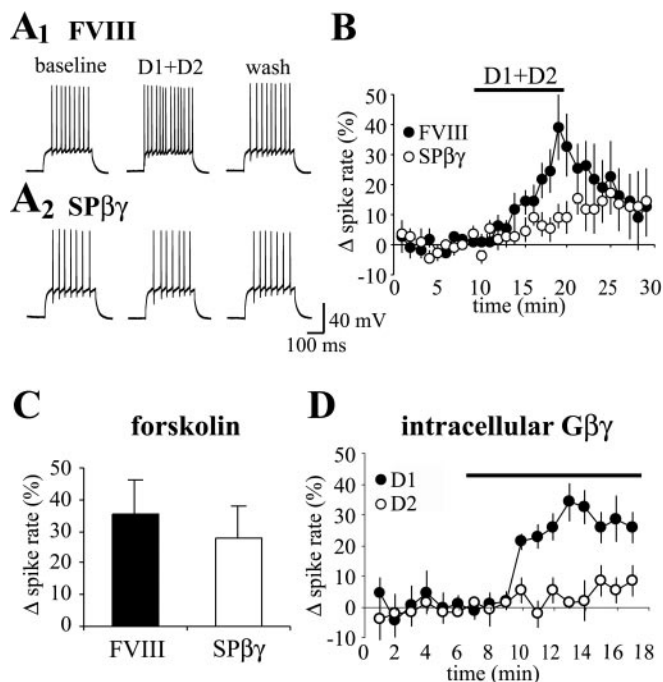 A1 FVIII
baseline D1+D2 wash
A2 SPβγ
40 mV
100 ms
B
D1+D2
Δ spike rate (%)
50
40
30
20
10
0
-10
FVIII
SPβγ
0 5 10 15 20 25 30
time (min)
C
forskolin
Δ spike rate (%)
50
40
30
20
10
0
FVIII SPβγ
D
intracellular Gβγ
Δ spike rate (%)
50
40
30
20
10
0
-10
D1
D2
0 2 4 6 8 10 12 14 16 18
time (min)